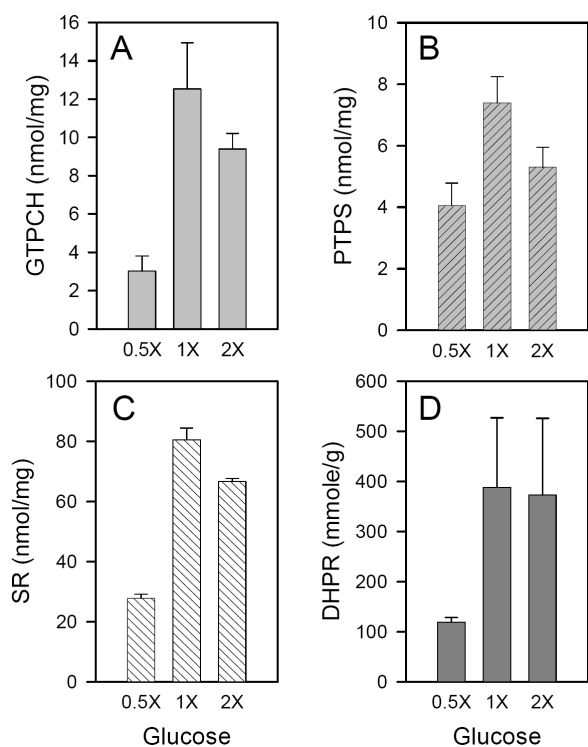 A
GTPCH (nmol/mg)
16
14
12
10
8
6
4
2
0
0.5X 1X 2X
B
PTPS (nmol/mg)
10
8
6
4
2
0
0.5X 1X 2X
C
SR (nmol/mg)
100
80
60
40
20
0
0.5X 1X 2X
Glucose
D
DHPR (mmole/g)
600
500
400
300
200
100
0
0.5X 1X 2X
Glucose